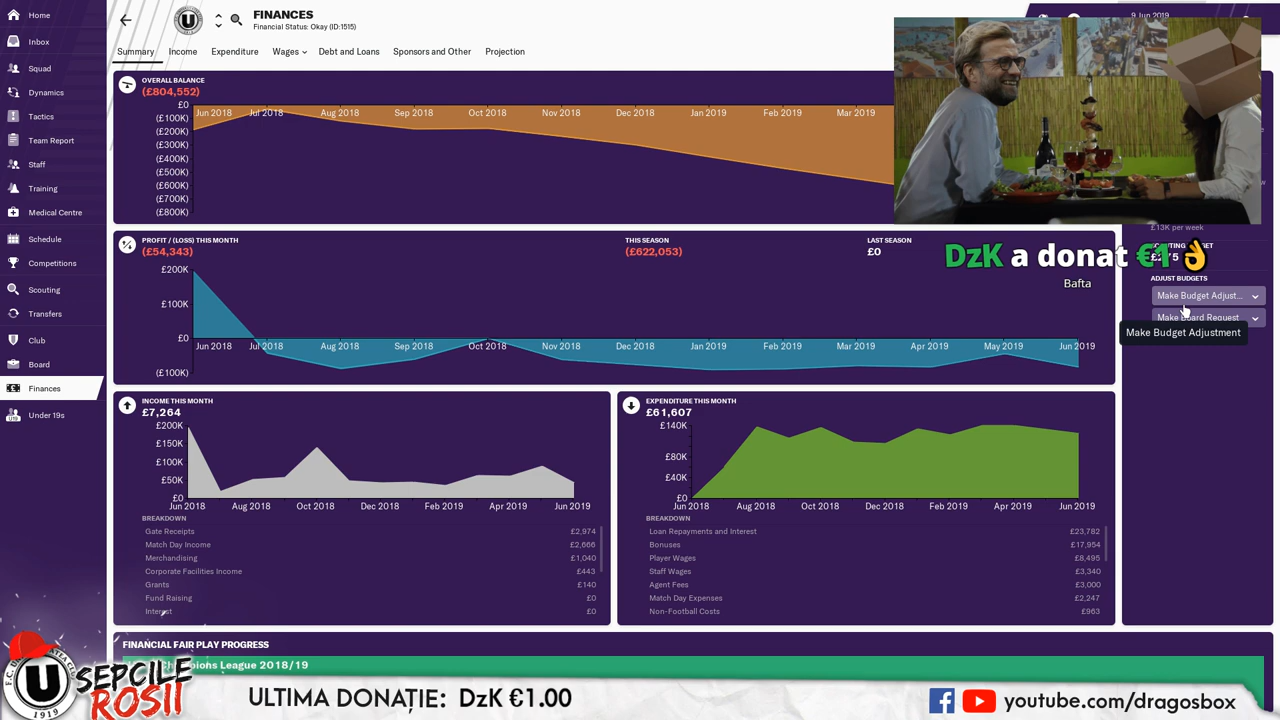 Home
Inbox
Squad
Dynamics
Tactics
Team Report
Staff
Training
Medical Centre
Schedule
Competitions
Scouting
Transfers
Club
Board
Finances
Under 19s
FINANCES
Financial Status: Okay (ID:1515)
9 Jun 2019
Summary Income Expenditure Wages Debt and Loans Sponsors and Other Projection
OVERALL BALANCE
(£804,552)
£0
(£100K)
(£200K)
(£300K)
(£400K)
(£500K)
(£600K)
(£700K)
(£800K)
Jun 2018 Jul 2018 Aug 2018 Sep 2018 Oct 2018 Nov 2018 Dec 2018 Jan 2019 Feb 2019 Mar 2019
PROFIT / (LOSS) THIS MONTH
(£54,343)
THIS SEASON
(£622,053)
LAST SEASON
£0
£200K
£100K
£0
(£100K)
Jun 2018 Jul 2018 Aug 2018 Sep 2018 Oct 2018 Nov 2018 Dec 2018 Jan 2019 Feb 2019 Mar 2019 Apr 2019 May 2019 Jun 2019
DzK a donat €1 👌
Bafta
£13K per week
ADJUST BUDGETS
Make Budget Adjust...
Make Board Request
Make Budget Adjustment
INCOME THIS MONTH
£7,264
£200K
£150K
£100K
£50K
£0
Jun 2018 Aug 2018 Oct 2018 Dec 2018 Feb 2019 Apr 2019 Jun 2019
BREAKDOWN
Gate Receipts £2,974
Match Day Income £2,666
Merchandising £1,040
Corporate Facilities Income £443
Grants £140
Fund Raising £0
Interest £0
EXPENDITURE THIS MONTH
£61,607
£140K
£80K
£40K
£0
Jun 2018 Aug 2018 Oct 2018 Dec 2018 Feb 2019 Apr 2019 Jun 2019
BREAKDOWN
Loan Repayments and Interest £23,782
Bonuses £17,954
Player Wages £8,495
Staff Wages £3,340
Agent Fees £3,000
Match Day Expenses £2,247
Non-Football Costs £963
FINANCIAL FAIR PLAY PROGRESS
League 2018/19
U
1919
SEPCILE
ROSII
ULTIMA DONAȚIE: DzK €1.00
youtube.com/dragosbox